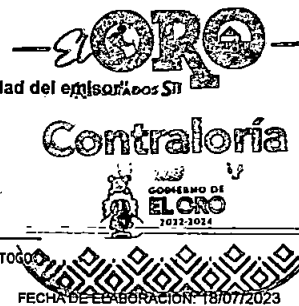 El ORO
dad del emisor
Contraloría
GOBIERNO DE
EL ORO
2022-2024
FECHA DE ELABORACIÓN: 18/07/2023